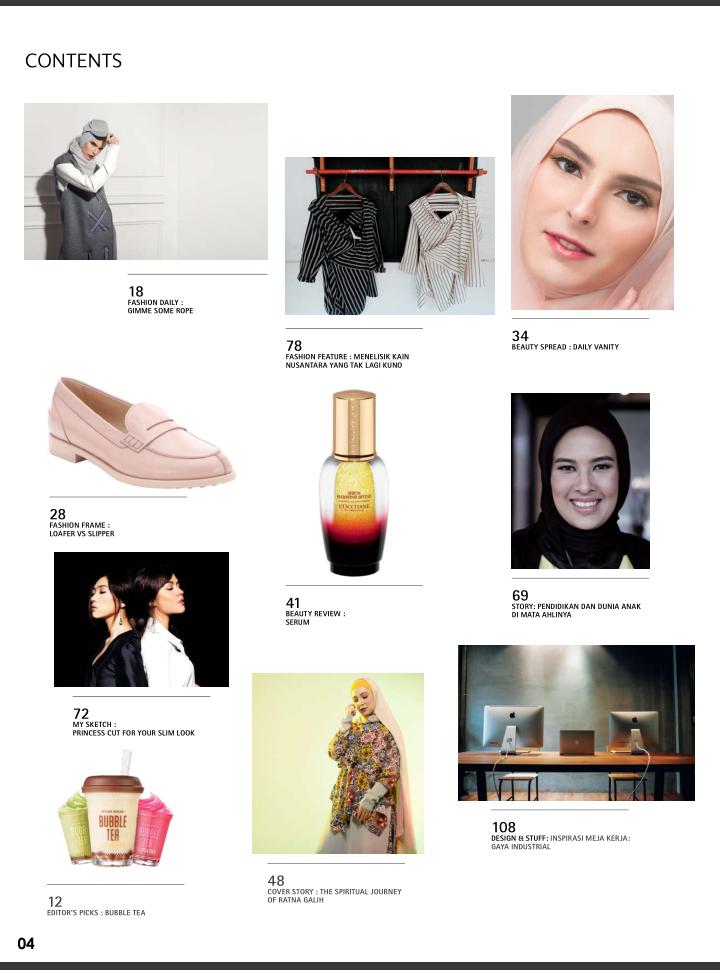 CONTENTS
18
FASHION DAILY :
GIMME SOME ROPE
78
FASHION FEATURE : MENELISIK KAIN
NUSANTARA YANG TAK LAGI KUNO
34
BEAUTY SPREAD : DAILY VANITY
28
FASHION FRAME :
LOAFER VS SLIPPER
L'OCCITANE
41
BEAUTY REVIEW :
SERUM
69
STORY: PENDIDIKAN DAN DUNIA ANAK
DI MATA AHLINYA
72
MY SKETCH :
PRINCESS CUT FOR YOUR SLIM LOOK
BUBBLE
TEA
108
DESIGN & STUFF: INSPIRASI MEJA KERJA:
GAYA INDUSTRIAL
48
COVER STORY : THE SPIRITUAL JOURNEY
OF RATNA GALIH
12
EDITOR'S PICKS : BUBBLE TEA
04